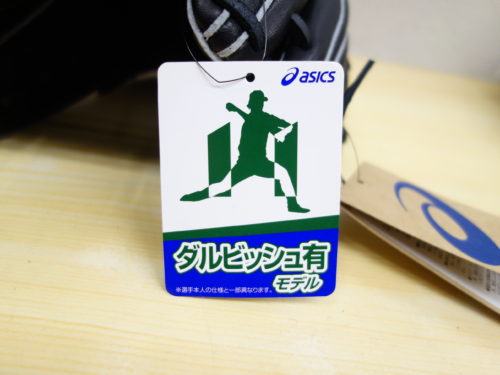 asics
ダルビッシュ有
モデル
※選手本人の仕様と一部異なります。